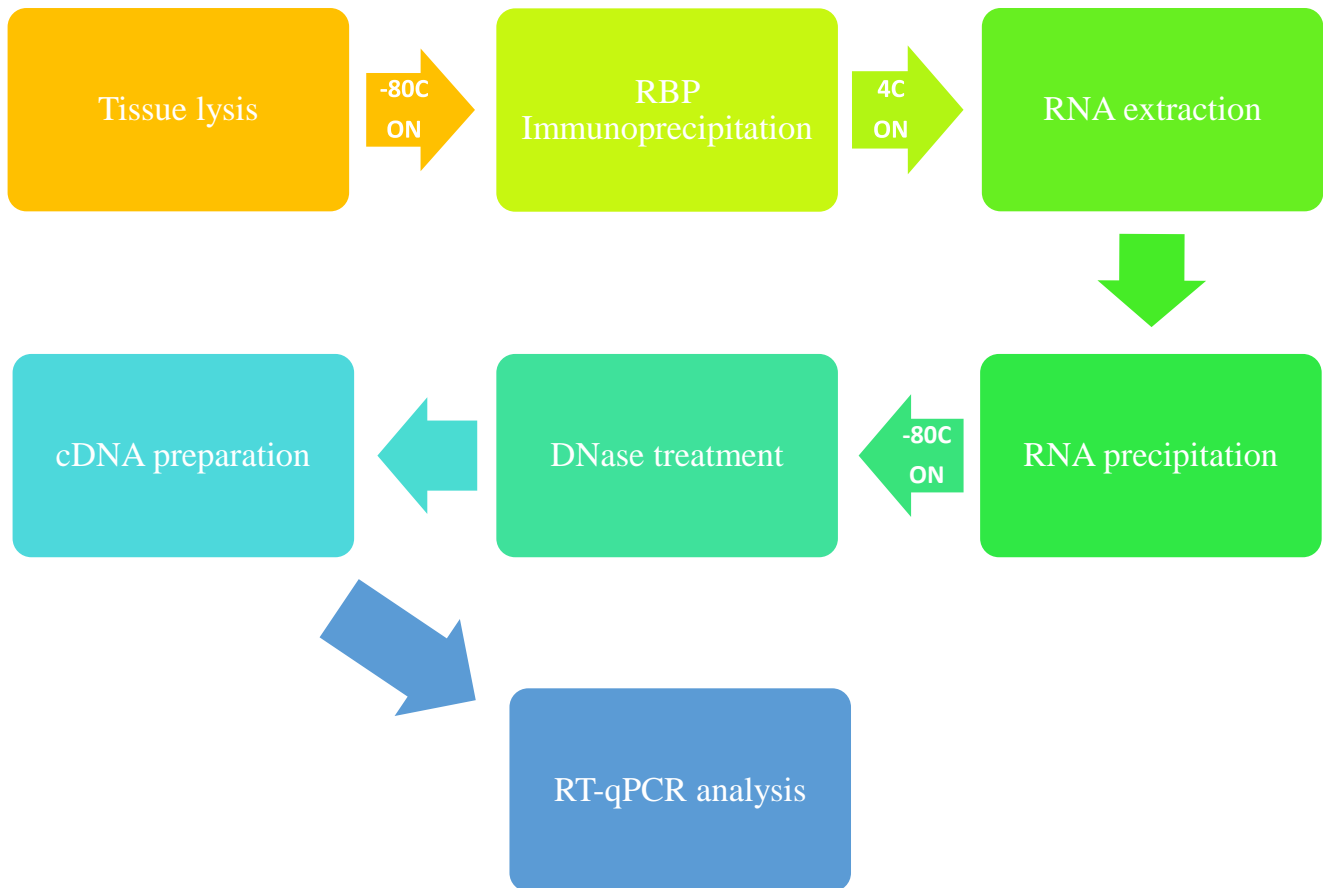 Tissue lysis
-80C
ON
RBP
Immunoprecipitation
4C
ON
RNA extraction
RNA precipitation
-80C
ON
DNase treatment
cDNA preparation
RT-qPCR analysis